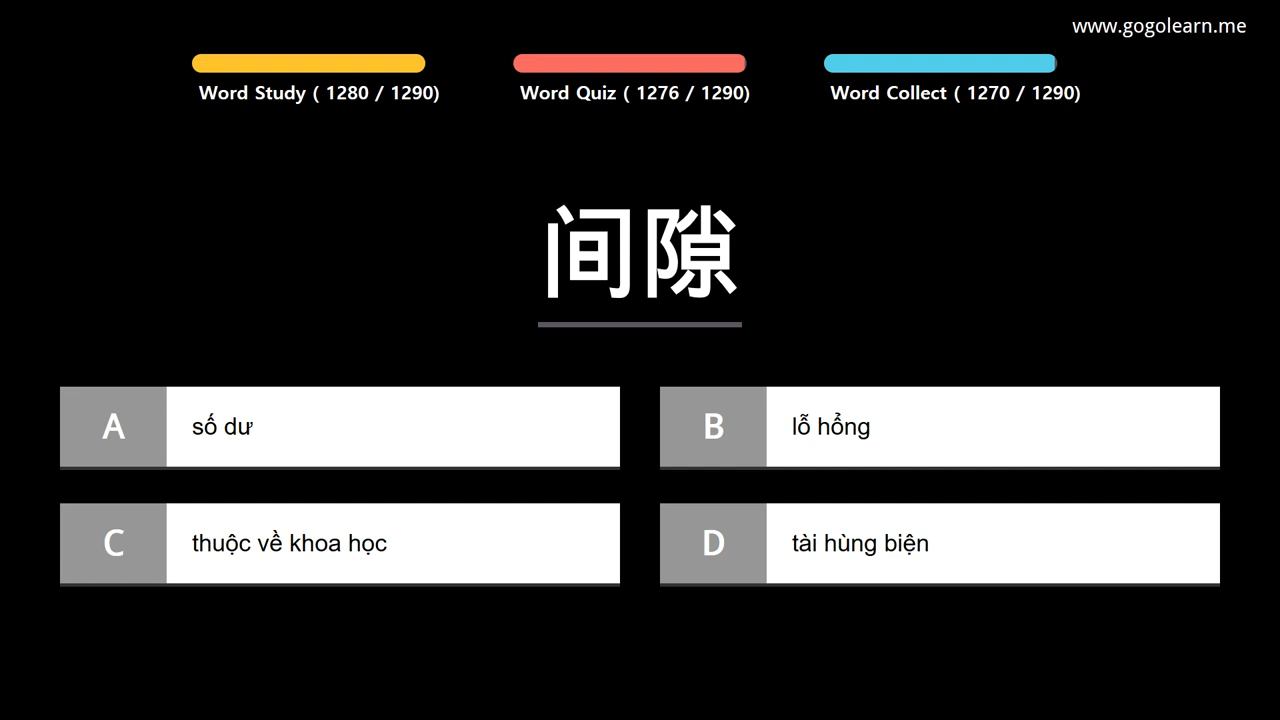 www.gogolearn.me
Word Study ( 1280 / 1290)
Word Quiz ( 1276 / 1290)
Word Collect ( 1270 / 1290)
间隙
A số dư
B lỗ hổng
C thuộc về khoa học
D tài hùng biện